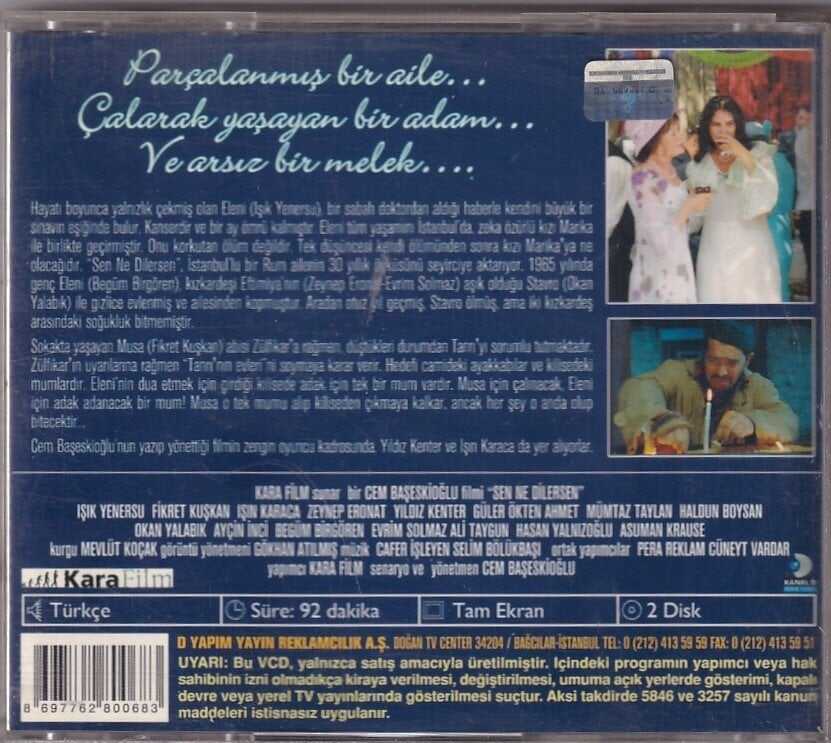 Parçalanmış bir aile...
Çalarak yaşayan bir adam...
Ve arsız bir melek....
Hayatı boyunca yalnızlık çekmiş olan Eleni (Işık Yenersu), bir sabah doktordan aldığı haberle kendini büyük bir
sınavın eşiğinde bulur. Kanserdir ve bir ay ömrü kalmıştır. Eleni tüm yaşamını İstanbul'da, zeka özürlü kızı Marika
ile birlikte geçirmiştir. Onu korkutan ölüm değildir. Tek düşüncesi kendi ölümünden sonra kızı Marika'ya ne
olacağıdır. "Sen Ne Dilersen", İstanbul'lu bir Rum ailenin 30 yıllık öyküsünü seyirciye aktarıyor. 1965 yılında
genç Eleni (Begüm Birgören), kızkardeşi Eftimiya'nın (Zeynep Eronat-Evrim Solmaz) aşık olduğu Stavro (Okan
Yalabık) ile gizlice evlenmiş ve ailesinden kopmuştur. Aradan otuz yıl geçmiş, Stavro ölmüş, ama iki kızkardeş
arasındaki soğukluk bitmemiştir.
Sokakta yaşayan Musa (Fikret Kuşkan) abisi Zülfikar'a rağmen, düştükleri durumdan Tanrı'yı sorumlu tutmaktadır.
Zülfikar'ın uyarılarına rağmen "Tanrı'nın evleri"ni soymaya karar verir. Hedefi camideki ayakkabılar ve kilisedeki
mumlardır. Eleni'nin dua etmek için girdiği kilisede adak için tek bir mum vardır. Musa için çalınacak, Eleni
için adak adanacak bir mum! Musa o tek mumu alıp kiliseden çıkmaya kalkar, ancak her şey o anda olup
bitecektir...
Cem Başeskioğlu'nun yazıp yönettiği filmin zengin oyuncu kadrosunda, Yıldız Kenter ve Işın Karaca da yer alıyorlar.
KARA FİLM sunar bir CEM BAŞESKİOĞLU filmi "SEN NE DİLERSEN"
IŞIK YENERSU FİKRET KUŞKAN IŞIN KARACA ZEYNEP ERONAT YILDIZ KENTER GÜLER ÖKTEN AHMET MÜMTAZ TAYLAN HALDUN BOYSAN
OKAN YALABIK AYÇİN İNCİ BEGÜM BİRGÖREN EVRİM SOLMAZ ALİ TAYGUN HASAN YALNIZOĞLU ASUMAN KRAUSE
kurgu MEVLÜT KOÇAK görüntü yönetmeni GÖKHAN ATILMIŞ müzik CAFER İŞLEYEN SELİM BÖLÜKBAŞI ortak yapımcılar PERA REKLAM CÜNEYT VARDAR
yapımcı KARA FİLM senaryo ve yönetmen CEM BAŞESKİOĞLU
KaraFilm
KANAL D
Türkçe
Süre: 92 dakika
Tam Ekran
2 Disk
D YAPIM YAYIN REKLAMCILIK A.Ş. DOĞAN TV CENTER 34204 / BAĞCILAR-İSTANBUL TEL: 0 (212) 413 59 59 FAX: 0 (212) 413 59 51
UYARI: Bu VCD, yalnızca satış amacıyla üretilmiştir. İçindeki programın yapımcı veya hak
sahibinin izni olmadıkça kiraya verilmesi, değiştirilmesi, umuma açık yerlerde gösterimi, kapalı
devre veya yerel TV yayınlarında gösterilmesi suçtur. Aksi takdirde 5846 ve 3257 sayılı kanun
maddeleri istisnasız uygulanır.
8 697762 800683